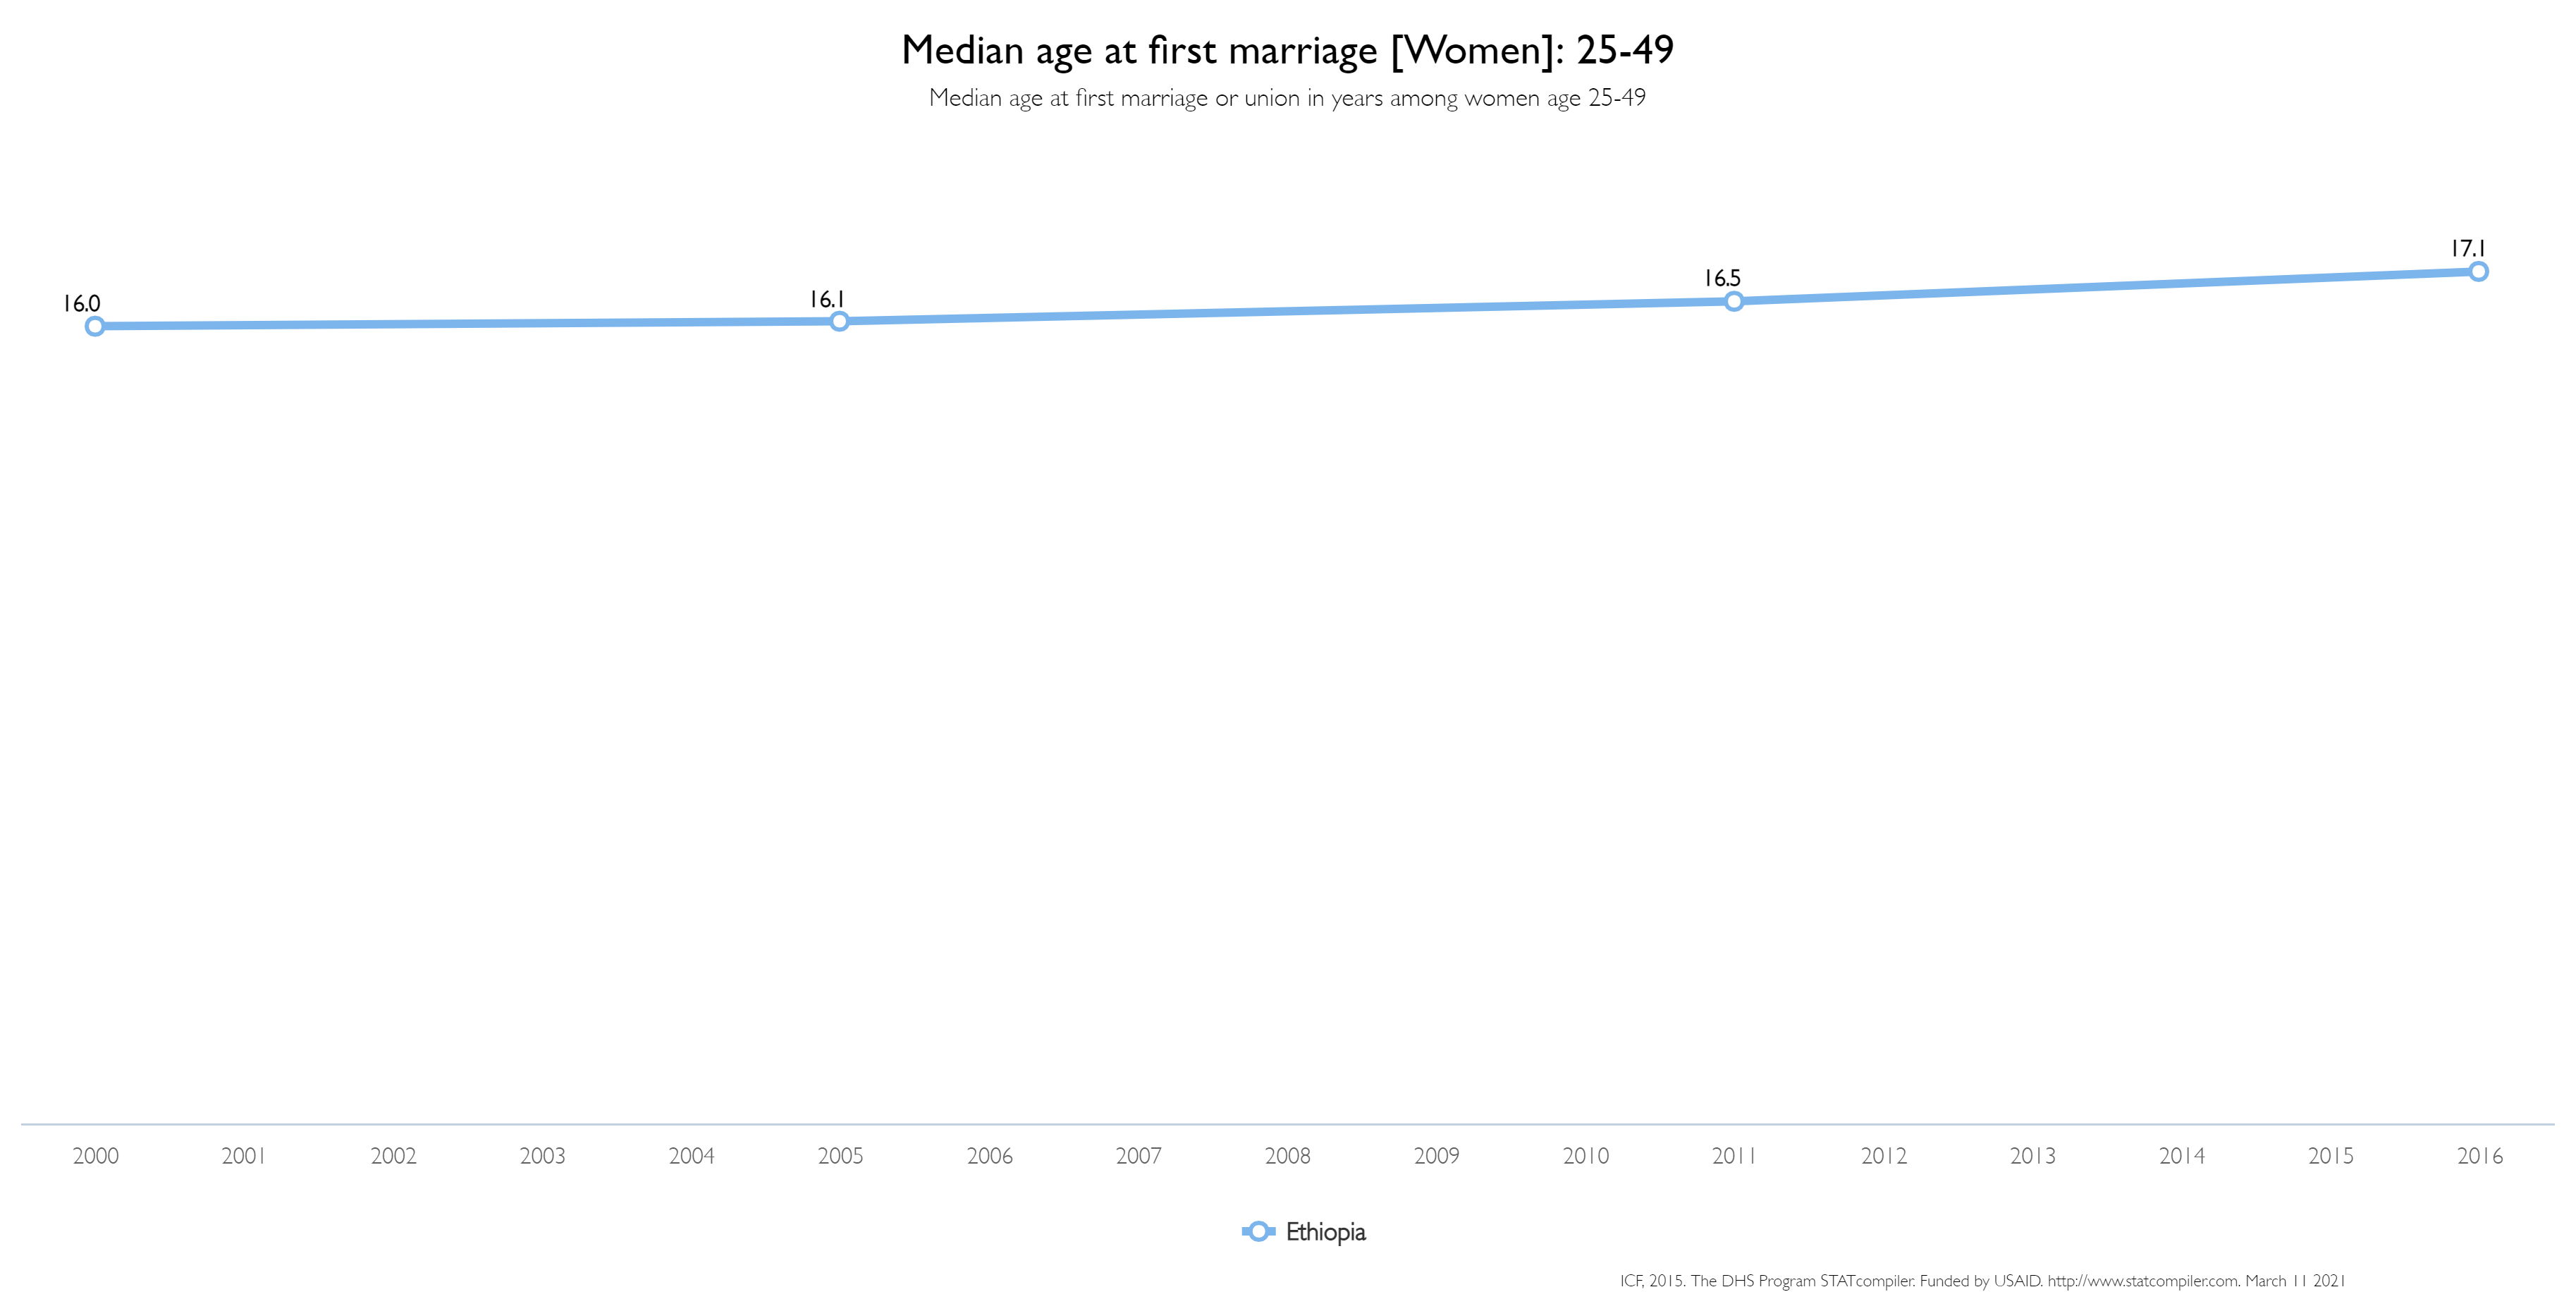 Median age at first marriage [Women]: 25-49
Median age at first marriage or union in years among women age 25-49
16.0
16.1
16.5
17.1
2000 2001 2002 2003 2004 2005 2006 2007 2008 2009 2010 2011 2012 2013 2014 2015 2016
Ethiopia
ICF, 2015. The DHS Program STATcompiler. Funded by USAID. http://www.statcompiler.com. March 11 2021